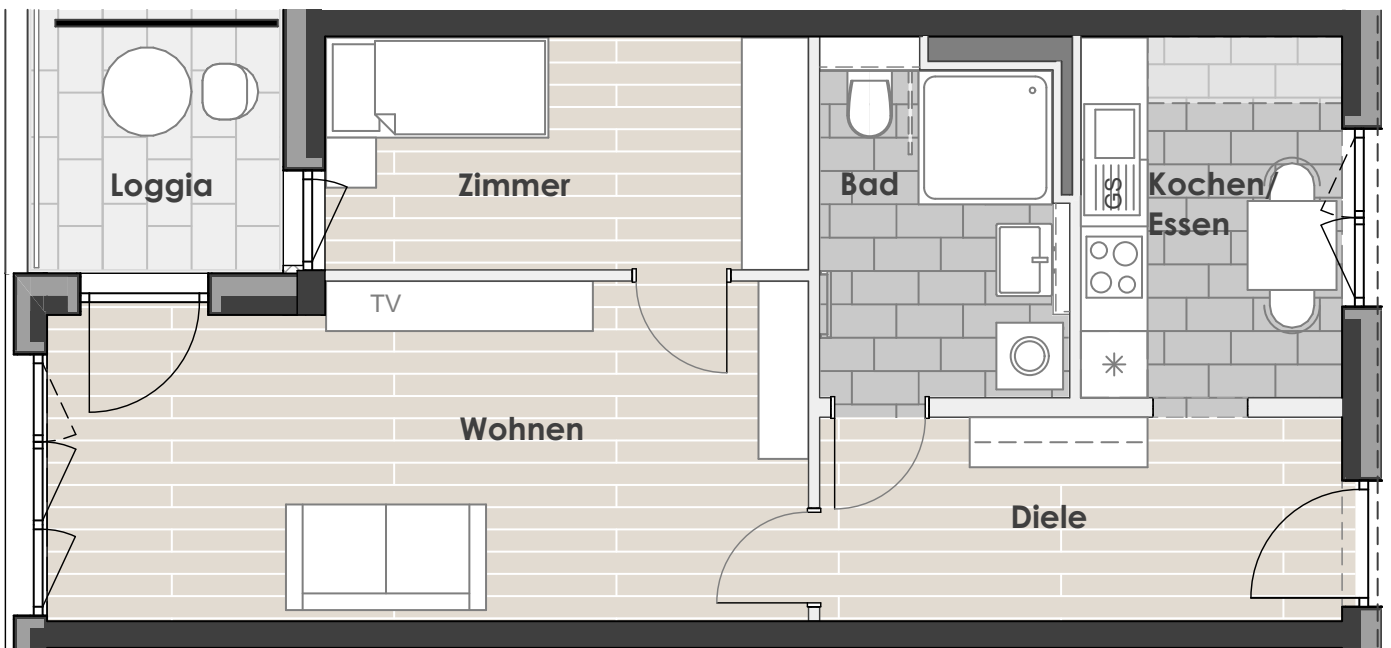 Loggia
Zimmer
Bad
Kochen/
Essen
GS
TV
Wohnen
Diele